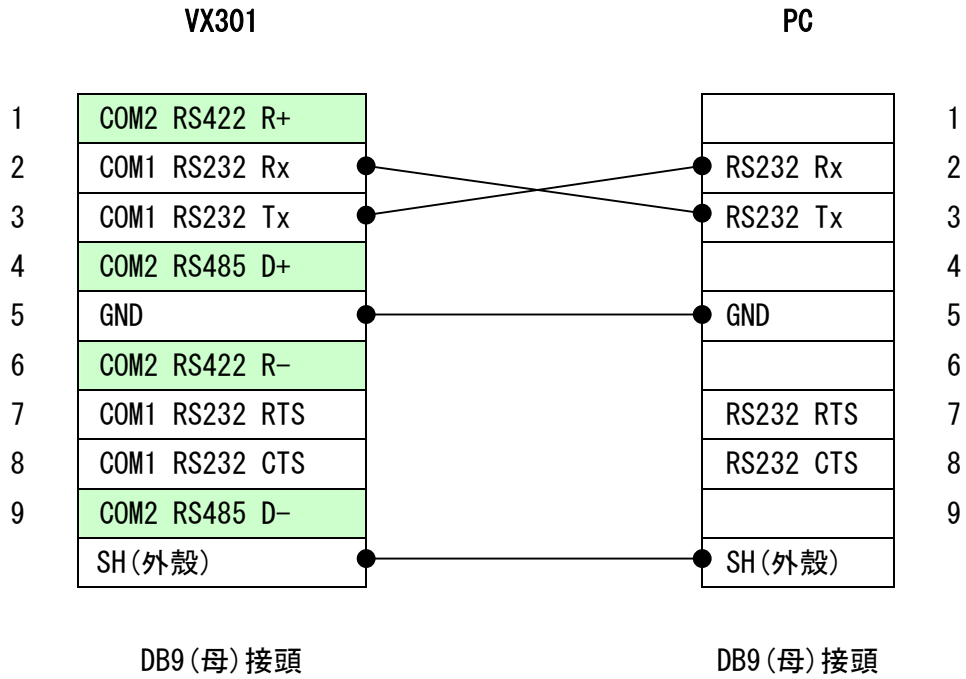 VX301 PC
1 COM2 RS422 R+ 1
2 COM1 RS232 Rx RS232 Rx 2
3 COM1 RS232 Tx RS232 Tx 3
4 COM2 RS485 D+ 4
5 GND GND 5
6 COM2 RS422 R- 6
7 COM1 RS232 RTS RS232 RTS 7
8 COM1 RS232 CTS RS232 CTS 8
9 COM2 RS485 D- 9
SH(外殼) SH(外殼)
DB9(母)接頭 DB9(母)接頭